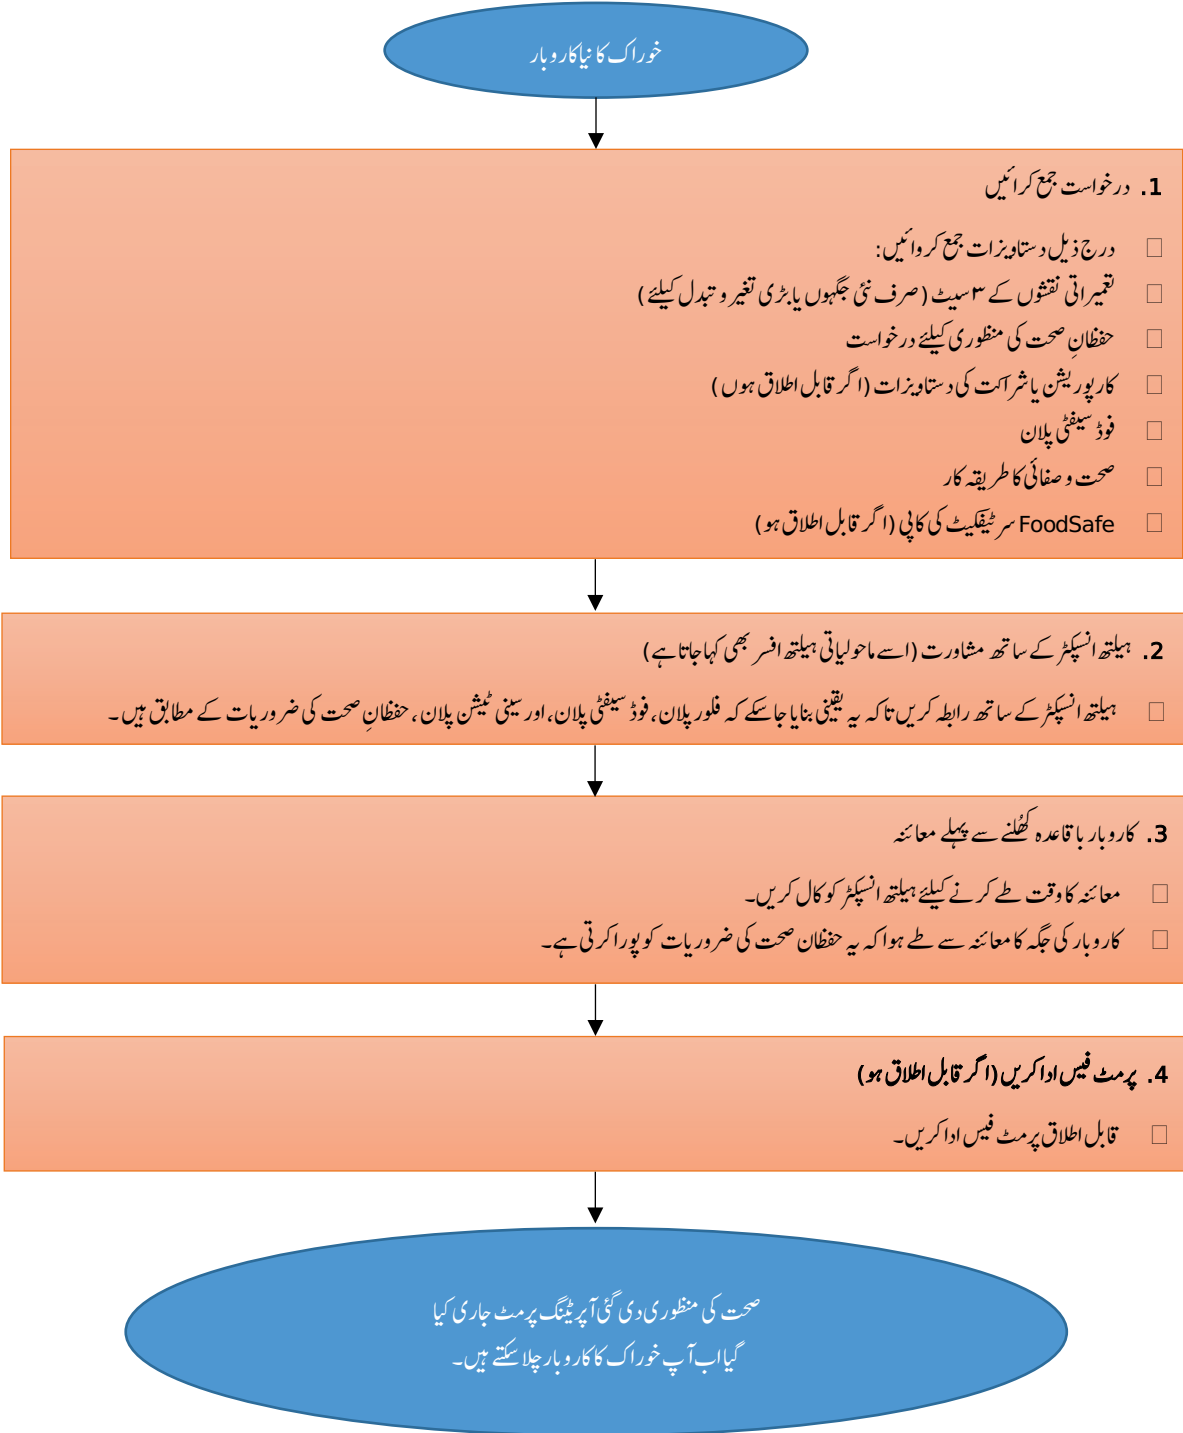 خوراک کا نیا کاروبار
1. درخواست جمع کرائیں
درج ذیل دستاویزات جمع کروائیں:
تعمیراتی نقشوں کے ۳ سیٹ (صرف نئی جگہوں یا بڑی تغیر و تبدل کیلئے)
حفظانِ صحت کی منظوری کیلئے درخواست
کارپوریشن یا شراکت کی دستاویزات (اگر قابل اطلاق ہوں)
فوڈ سیفٹی پلان
صحت و صفائی کا طریقہ کار
FoodSafe سرٹیفکیٹ کی کاپی (اگر قابل اطلاق ہو)
2. ہیلتھ انسپکٹر کے ساتھ مشاورت (اسے ماحولیاتی ہیلتھ افسر بھی کہا جاتا ہے)
ہیلتھ انسپکٹر کے ساتھ رابطہ کریں تاکہ یہ یقینی بنایا جا سکے کہ فلور پلان، فوڈ سیفٹی پلان، اور سینی ٹیشن پلان، حفظانِ صحت کی ضروریات کے مطابق ہیں۔
3. کاروبار باقاعدہ کھُلنے سے پہلے معائنہ
معائنہ کا وقت طے کرنے کیلئے ہیلتھ انسپکٹر کو کال کریں۔
کاروبار کی جگہ کا معائنہ سے طے ہوا کہ یہ حفظان صحت کی ضروریات کو پورا کرتی ہے۔
4. پرمٹ فیس ادا کریں (اگر قابل اطلاق ہو)
قابل اطلاق پرمٹ فیس ادا کریں۔
صحت کی منظوری دی گئی آپریٹنگ پرمٹ جاری کیا
گیا اب آپ خوراک کا کاروبار چلا سکتے ہیں۔